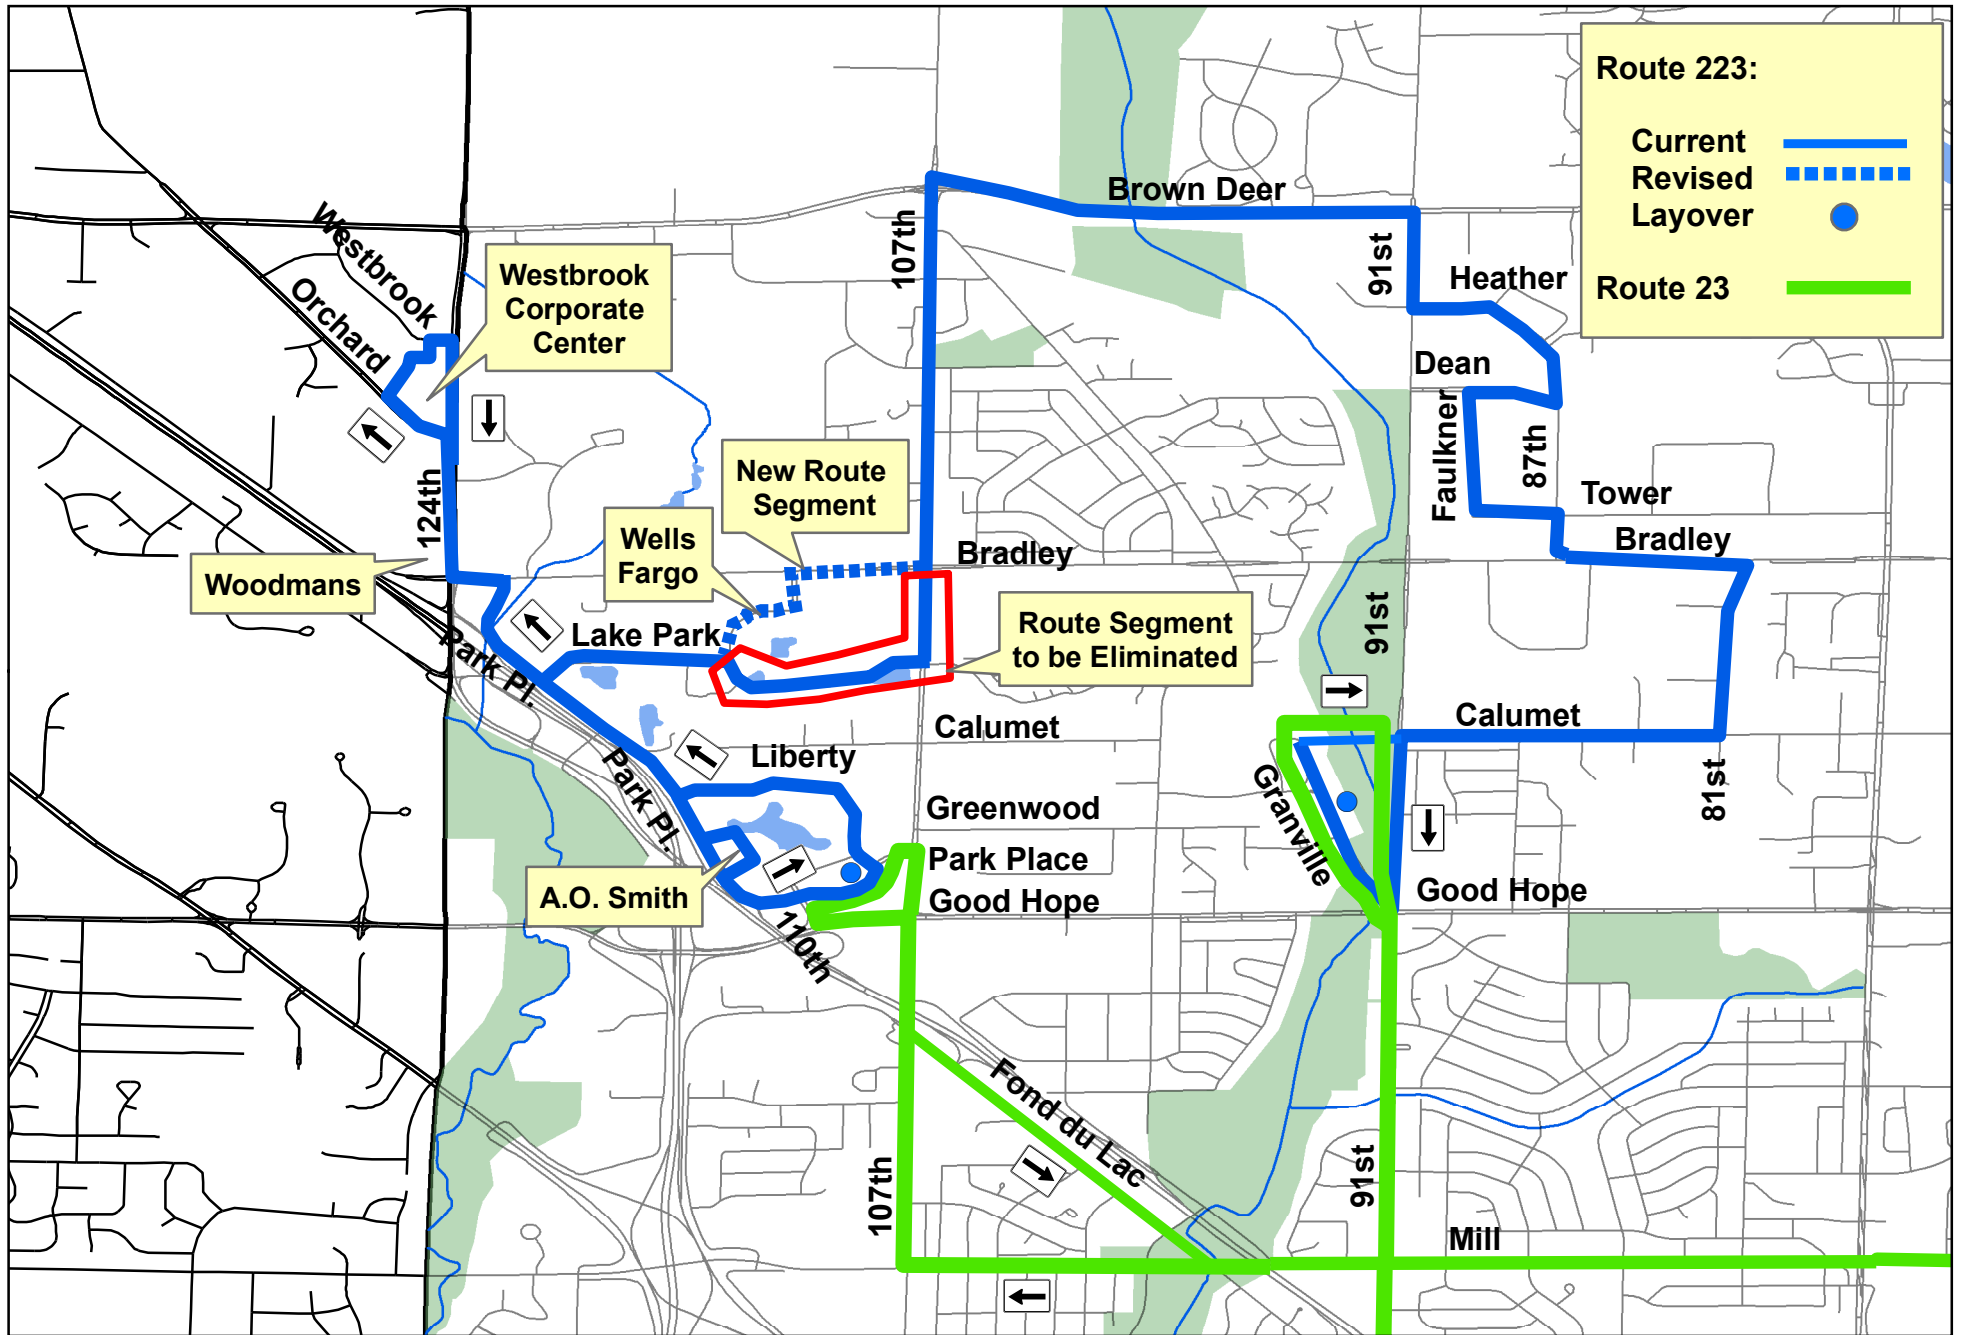 Route 223:
Current
Revised
Layover
Route 23
Brown Deer
107th
91st
Heather
Westbrook
Orchard
Westbrook
Corporate
Center
Dean
Faulkner
87th
Tower
Bradley
124th
New Route
Segment
Wells
Fargo
Bradley
Woodmans
Lake Park
Route Segment
to be Eliminated
91st
Park Pl.
Calumet
Calumet
Liberty
Park Pl.
Granville
81st
Greenwood
Park Place
Good Hope
Good Hope
A.O. Smith
110th
Fond du Lac
107th
91st
Mill